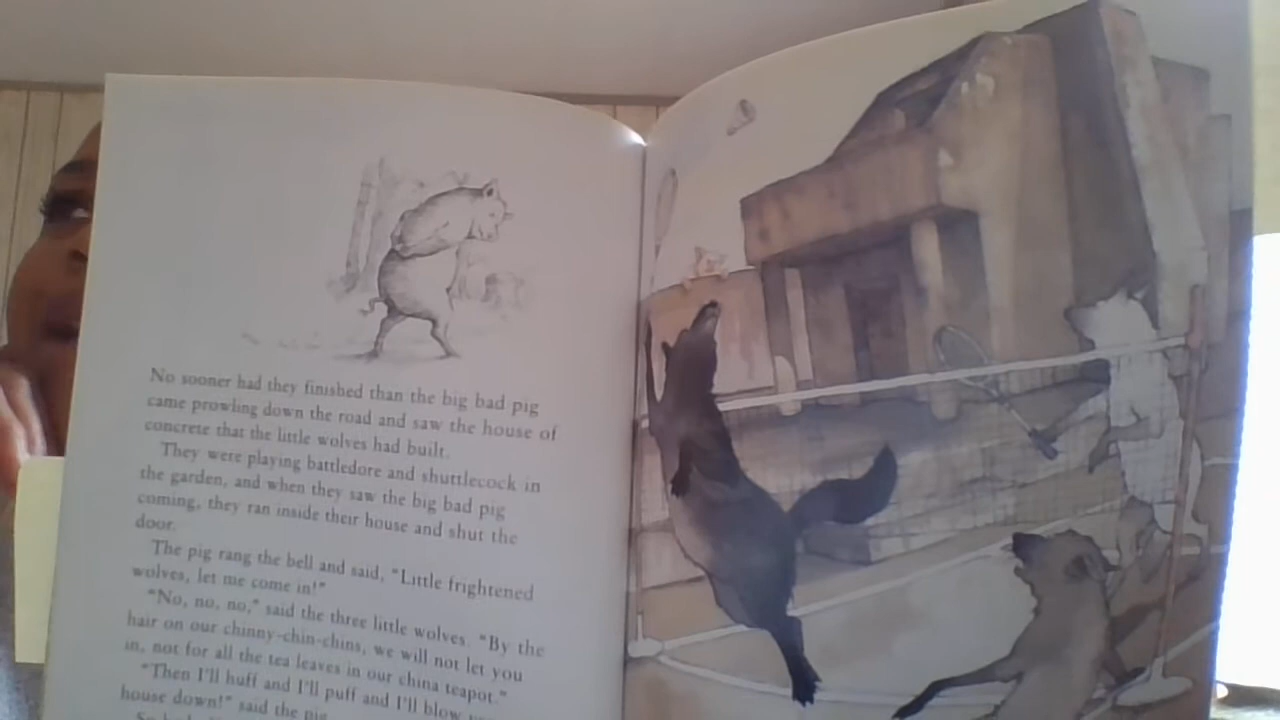 No sooner had they finished than the big bad pig
came prowling down the road and saw the house of
concrete that the little wolves had built.
They were playing battledore and shuttlecock in
the garden, and when they saw the big bad pig
coming, they ran inside their house and shut the
door.
The pig rang the bell and said, "Little frightened
wolves, let me come in!"
"No, no, no," said the three little wolves. "By the
hair on our chinny-chin-chins, we will not let you
in, not for all the tea leaves in our china teapot."
"Then I'll huff and I'll puff and I'll blow
house down!" said the pig